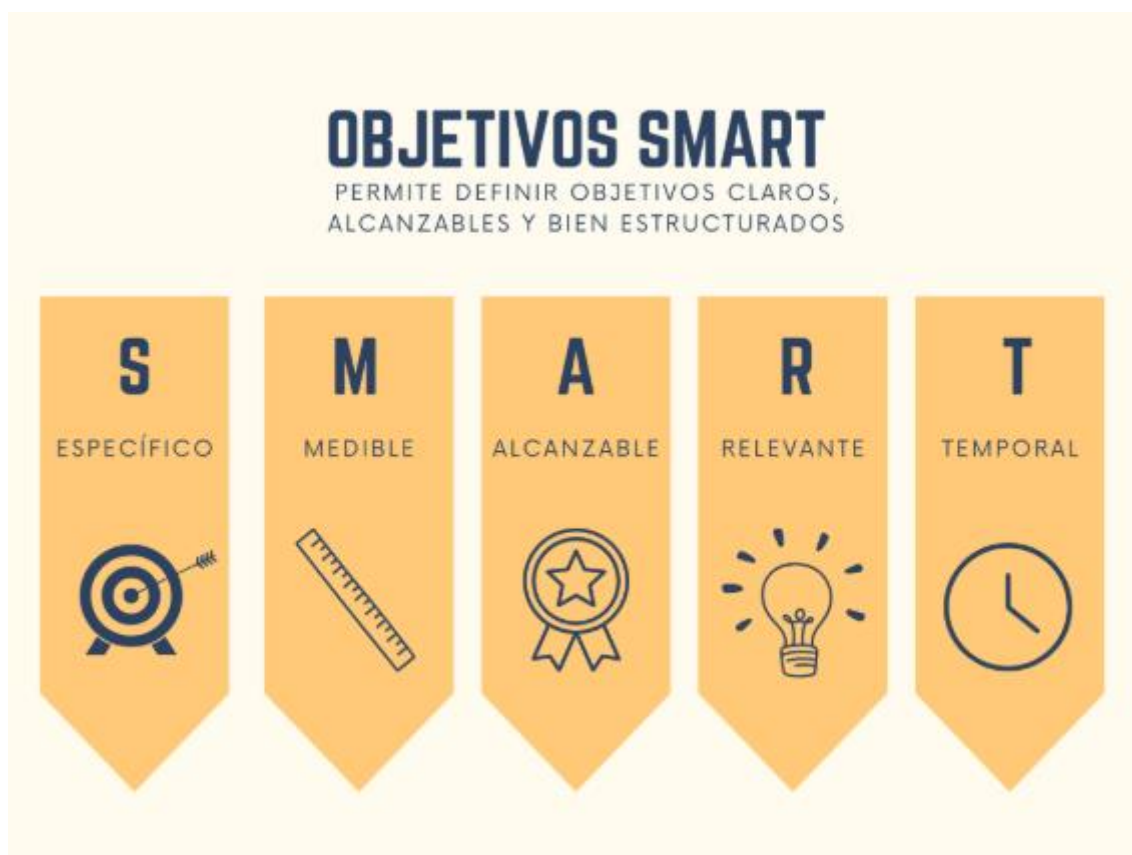 OBJETIVOS SMART
PERMITE DEFINIR OBJETIVOS CLAROS,
ALCANZABLES Y BIEN ESTRUCTURADOS
S
ESPECÍFICO
M
MEDIBLE
A
ALCANZABLE
R
RELEVANTE
T
TEMPORAL